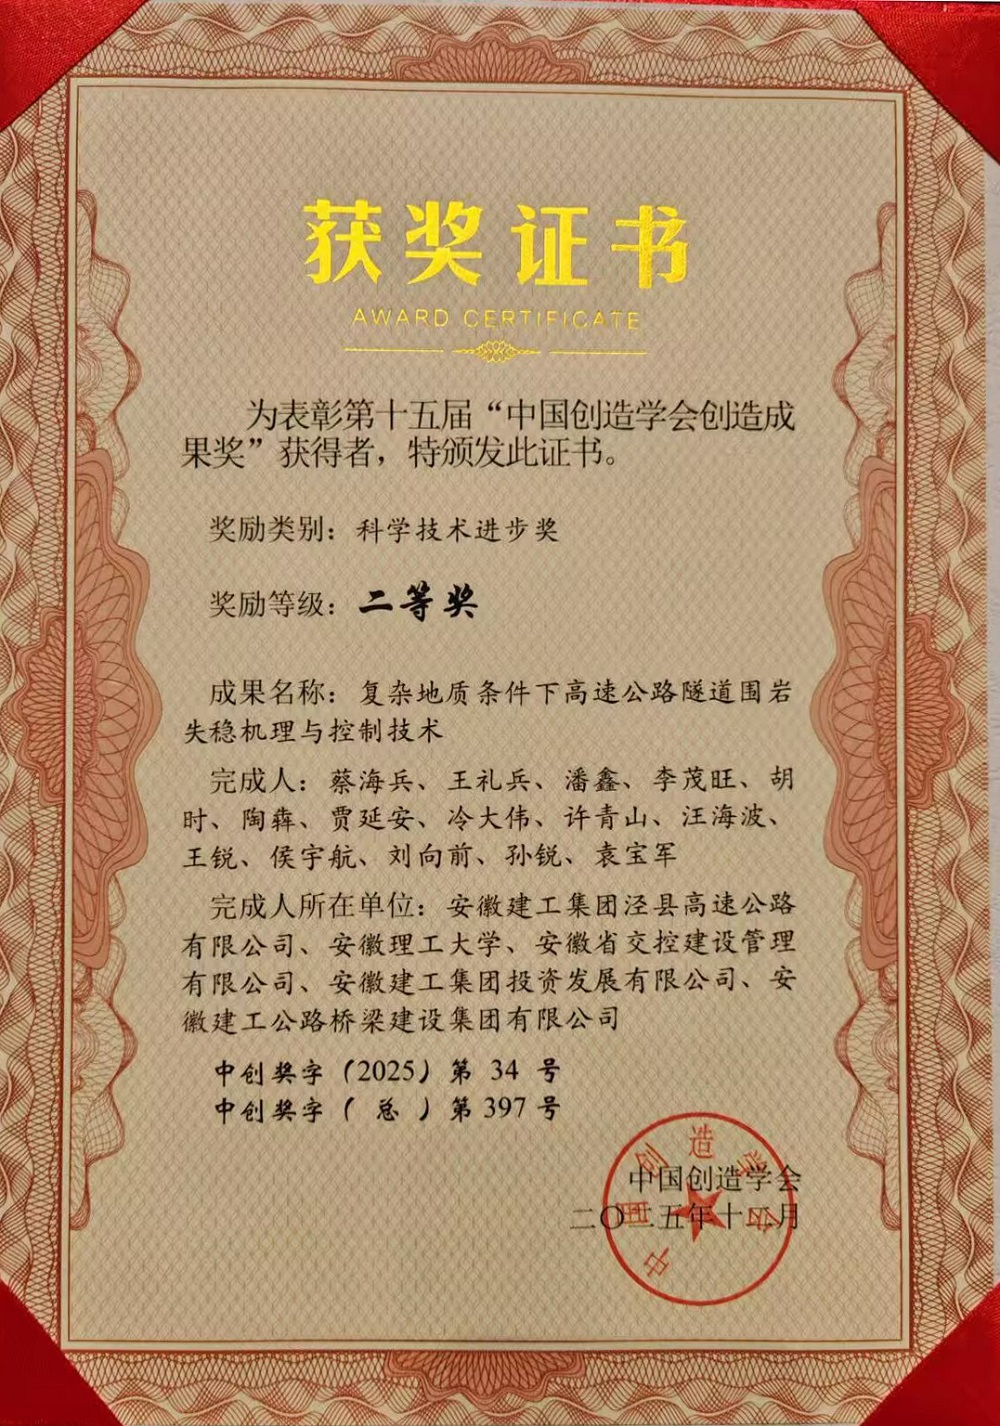 获奖证书
AWARD CERTIFICATE
为表彰第十五届“中国创造学会创造成
果奖”获得者，特颁发此证书。
奖励类别：科学技术进步奖
奖励等级：二等奖
成果名称：复杂地质条件下高速公路隧道围岩
失稳机理与控制技术
完成人：蔡海兵、王礼兵、潘鑫、李茂旺、胡
时、陶犇、贾延安、冷大伟、许青山、汪海波、
王锐、侯宇航、刘向前、孙锐、袁宝军
完成人所在单位：安徽建工集团泾县高速公路
有限公司、安徽理工大学、安徽省交控建设管理
有限公司、安徽建工集团投资发展有限公司、安
徽建工公路桥梁建设集团有限公司
中创奖字（2025）第 34 号
中创奖字（ 总 ）第 397 号
中国创造学会
二〇二五年十月
中国创造学会